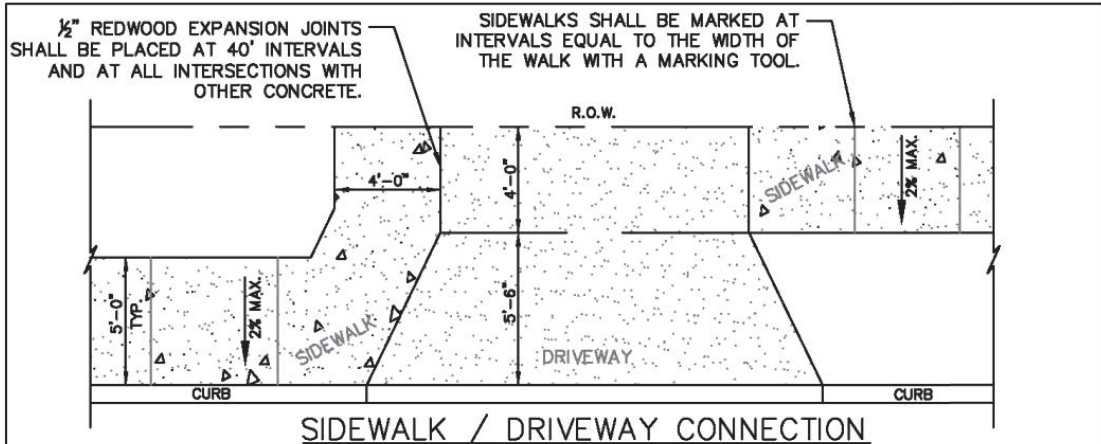 ½" REDWOOD EXPANSION JOINTS
SHALL BE PLACED AT 40' INTERVALS
AND AT ALL INTERSECTIONS WITH
OTHER CONCRETE.
SIDEWALKS SHALL BE MARKED AT
INTERVALS EQUAL TO THE WIDTH OF
THE WALK WITH A MARKING TOOL.
R.O.W.
4'-0"
4'-0"
SIDEWALK
2% MAX.
5'-0"
TYP.
2% MAX.
SIDEWALK
5'-6"
DRIVEWAY
CURB
CURB
SIDEWALK / DRIVEWAY CONNECTION